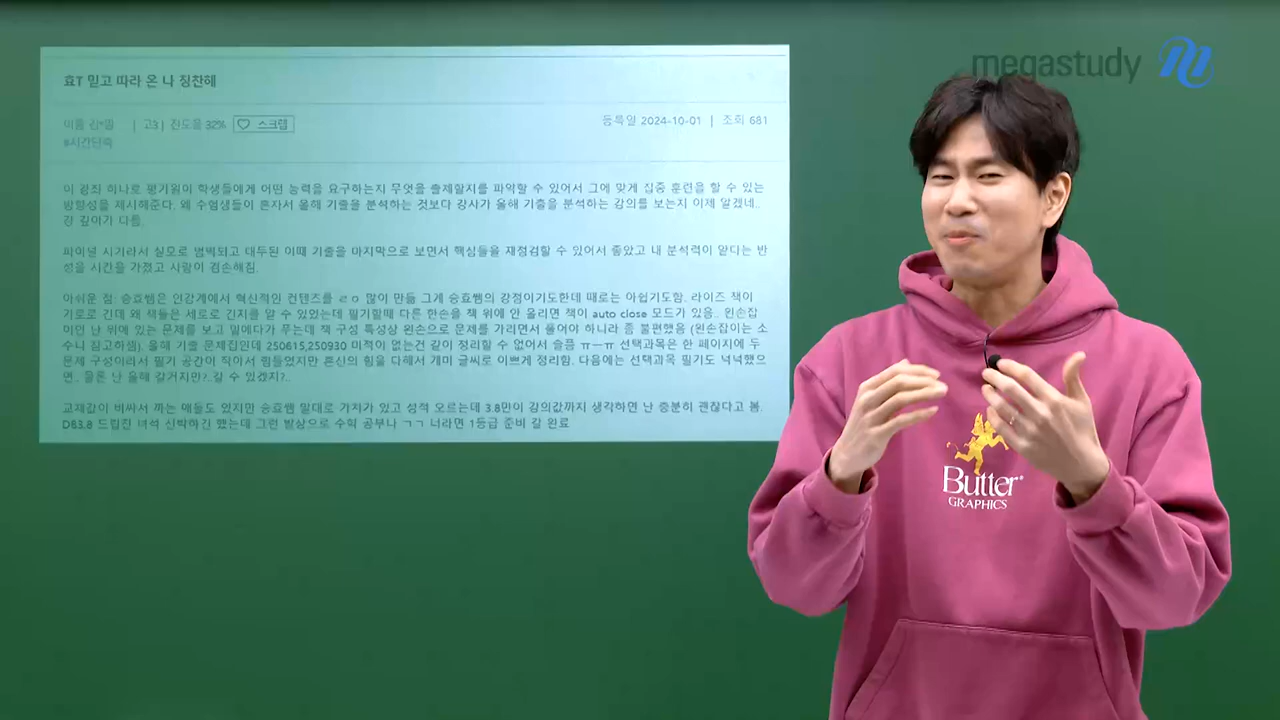 megastudy
효T 믿고 따라 온 나 칭찬해
이름 김*필 | 고3 | 진도율 32% ♡ 스크랩
등록일 2024-10-01 | 조회 681
#시간단축
이 강좌 하나로 평가원이 학생들에게 어떤 능력을 요구하는지 무엇을 출제할지를 파악할 수 있어서 그에 맞게 집중 훈련을 할 수 있는
방향성을 제시해준다. 왜 수험생들이 혼자서 올해 기출을 분석하는 것보다 강사가 올해 기출을 분석하는 강의를 보는지 이제 알겠네..
걍 깊이가 다름.
파이널 시기라서 실모로 범벅되고 대두된 이때 기출을 마지막으로 보면서 핵심들을 재점검할 수 있어서 좋았고 내 분석력이 얕다는 반
성을 시간을 가졌고 사람이 겸손해짐.
아쉬운 점: 승효쌤은 인강계에서 혁신적인 컨텐츠를 ㄹㅇ 많이 만듦 그게 승효쌤의 강점이기도한데 때로는 아쉽기도함. 라이즈 책이
가로로 긴데 왜 책들은 세로로 긴지를 알 수 있었는데 필기할때 다른 한손을 책 위에 안 올리면 책이 auto close 모드가 있음.. 왼손잡
이인 난 위에 있는 문제를 보고 밑에다가 푸는데 책 구성 특성상 왼손으로 문제를 가리면서 풀어야 하니라 좀 불편했음 (왼손잡이는 소
수니 참고하셈). 올해 기출 문제집인데 250615,250930 미적이 없는건 같이 정리할 수 없어서 슬픔 ㅠㅡㅠ 선택과목은 한 페이지에 두
문제 구성이라서 필기 공간이 작아서 힘들었지만 혼신의 힘을 다해서 개미 글씨로 이쁘게 정리함. 다음에는 선택과목 필기도 넉넉했으
면.. 물론 난 올해 갈거지만?..갈 수 있겠지?..
교재값이 비싸서 까는 애들도 있지만 승효쌤 말대로 가치가 있고 성적 오르는데 3.8만이 강의값까지 생각하면 난 충분히 괜찮다고 봄.
D63.8 드립친 녀석 신박하긴 했는데 그런 발상으로 수학 공부나 ㄱㄱ 너라면 1등급 준비 갈 완료
Butter
GRAPHICS